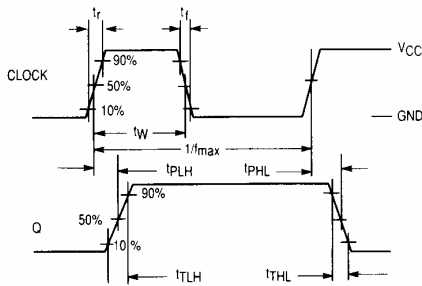 tr tf
90%
VCC
CLOCK
50%
10%
GND
tW
1/fmax
tPLH tPHL
90%
50%
Q
10%
tTLH tTHL